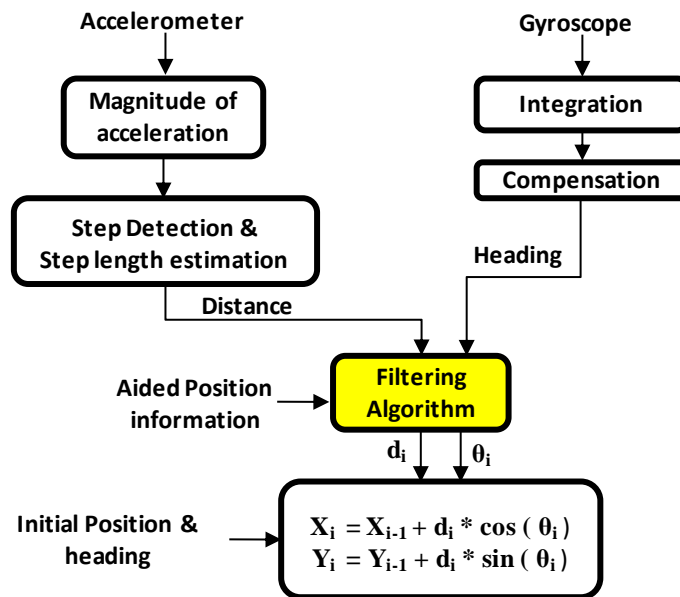 Accelerometer
Gyroscope
Magnitude of
acceleration
Integration
Compensation
Step Detection &
Step length estimation
Heading
Distance
Filtering
Algorithm
Aided Position
information
dᵢ
θᵢ
Initial Position &
heading
Xᵢ = Xᵢ₋₁ + dᵢ * cos ( θᵢ )
Yᵢ = Yᵢ₋₁ + dᵢ * sin ( θᵢ )